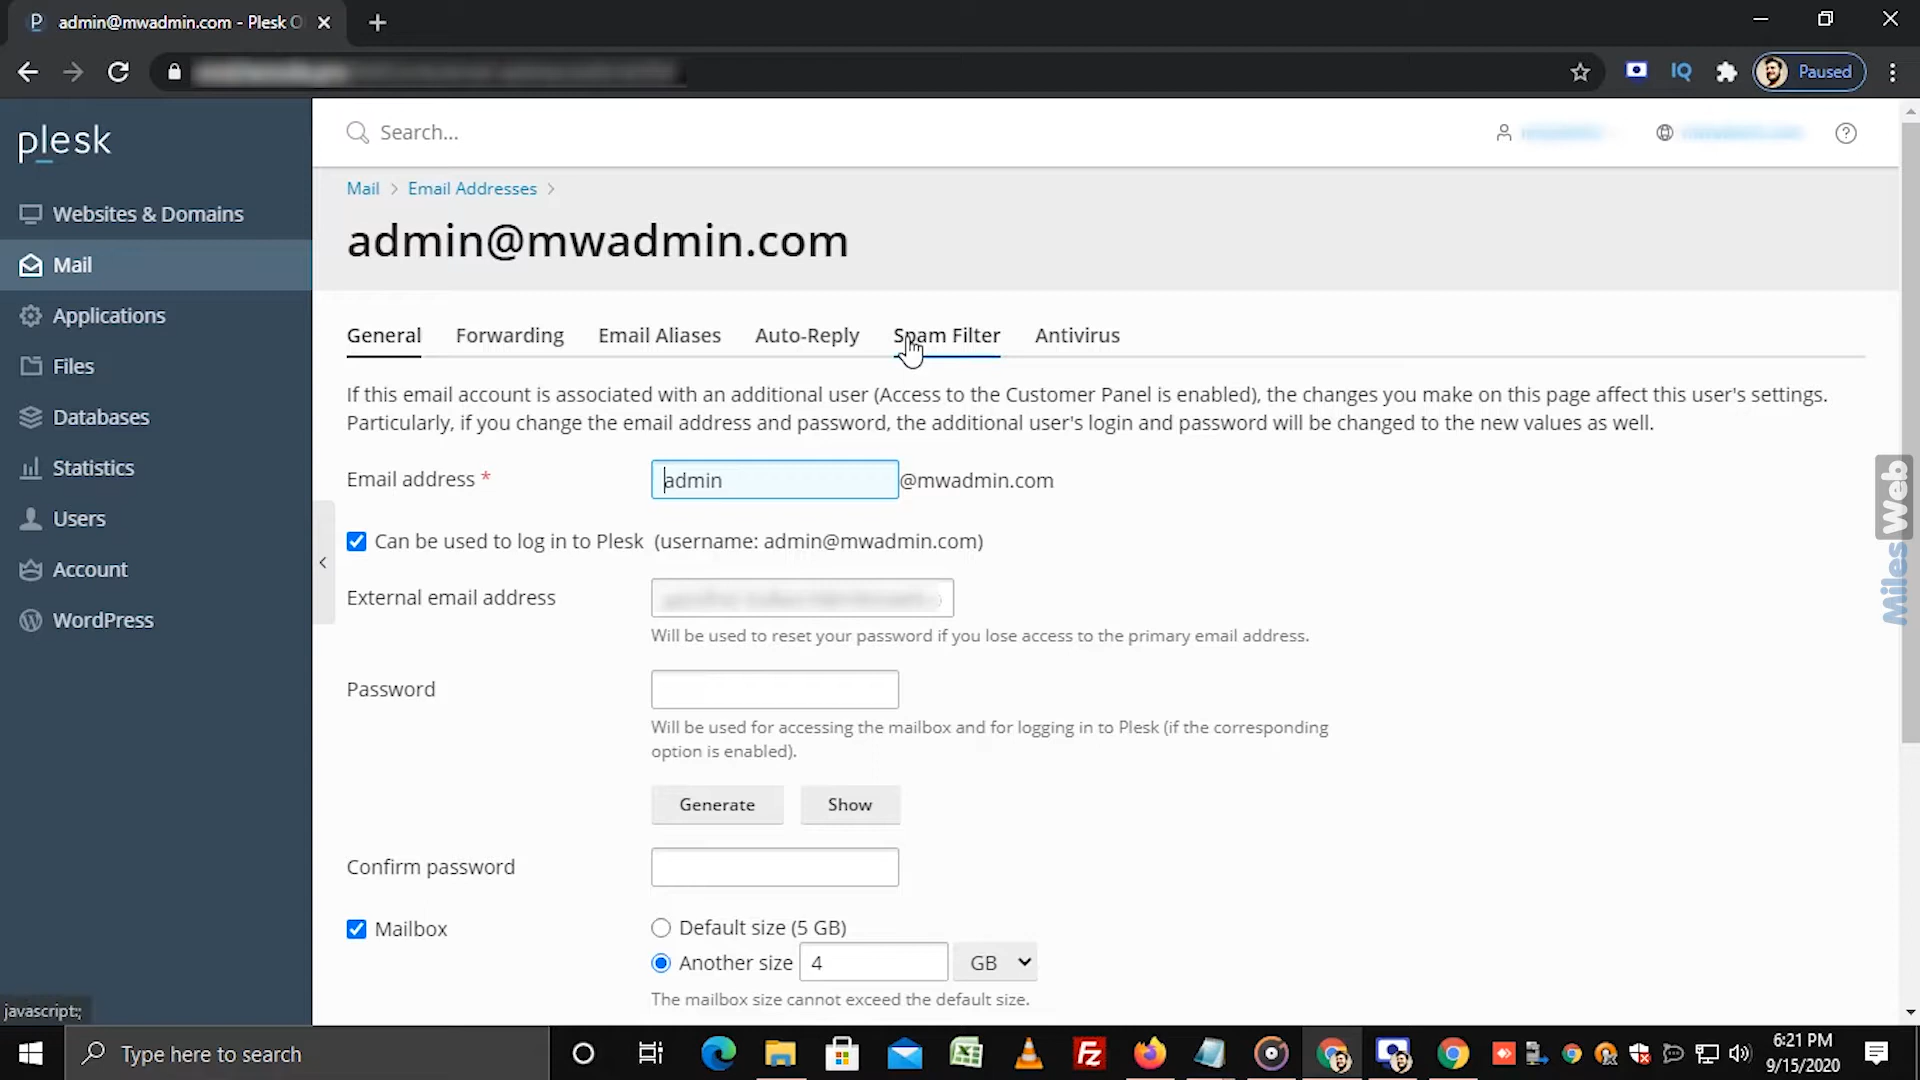 admin@mwadmin.com - Plesk O
Paused
plesk
Search...
Websites & Domains
Mail
Applications
Files
Databases
Statistics
Users
Account
WordPress
Mail > Email Addresses >
admin@mwadmin.com
General Forwarding Email Aliases Auto-Reply Spam Filter Antivirus
If this email account is associated with an additional user (Access to the Customer Panel is enabled), the changes you make on this page affect this user's settings.
Particularly, if you change the email address and password, the additional user's login and password will be changed to the new values as well.
Email address * admin @mwadmin.com
Can be used to log in to Plesk (username: admin@mwadmin.com)
External email address
Will be used to reset your password if you lose access to the primary email address.
Password
Will be used for accessing the mailbox and for logging in to Plesk (if the corresponding
option is enabled).
Generate Show
Confirm password
Mailbox Default size (5 GB)
Another size 4 GB
The mailbox size cannot exceed the default size.
MilesWeb
javascript:;
Type here to search
6:21 PM
9/15/2020